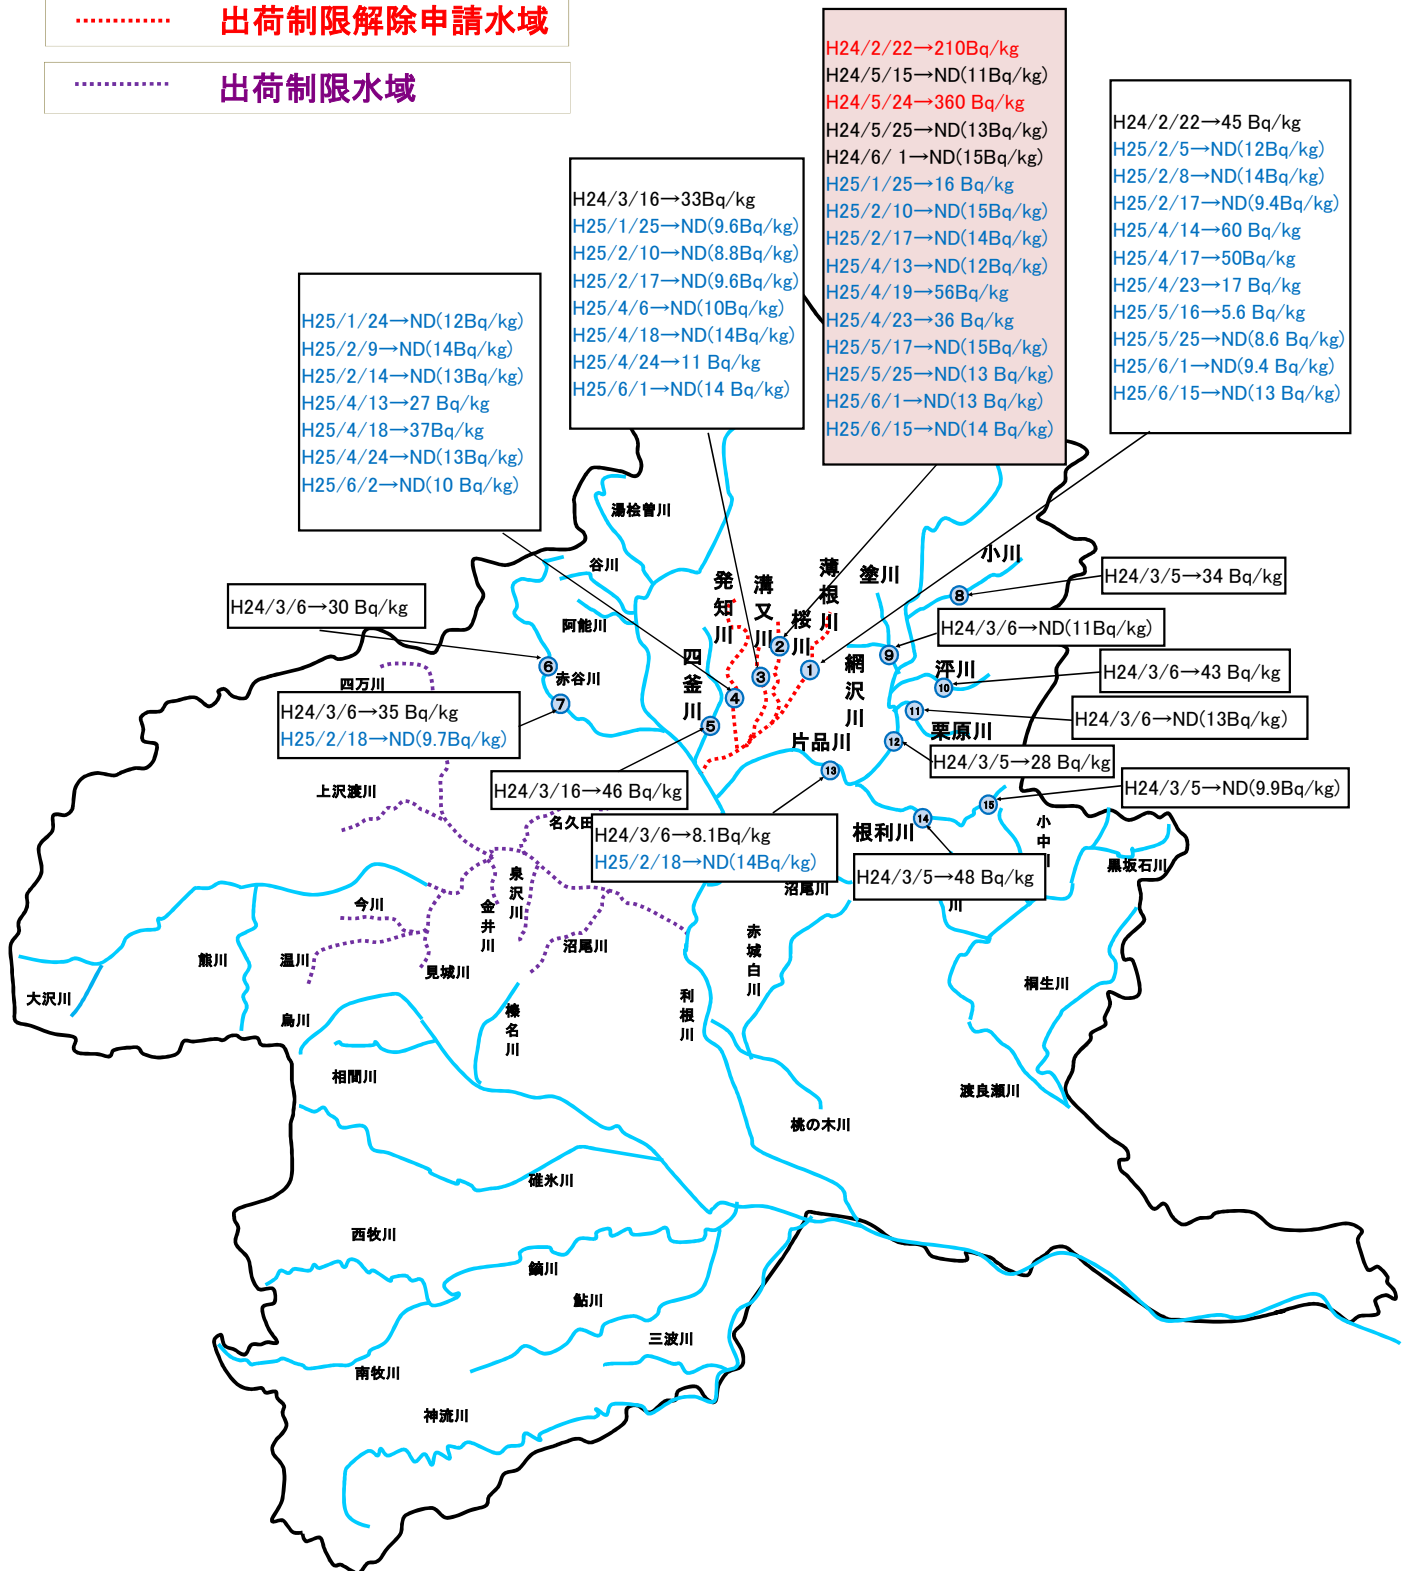 出荷制限解除申請水域
出荷制限水域
H24/2/22→210Bq/kg
H24/5/15→ND(11Bq/kg)
H24/5/24→360 Bq/kg
H24/5/25→ND(13Bq/kg)
H24/6/ 1→ND(15Bq/kg)
H25/1/25→16 Bq/kg
H25/2/10→ND(15Bq/kg)
H25/2/17→ND(14Bq/kg)
H25/4/13→ND(12Bq/kg)
H25/4/19→56Bq/kg
H25/4/23→36 Bq/kg
H25/5/17→ND(15Bq/kg)
H25/5/25→ND(13 Bq/kg)
H25/6/1→ND(13 Bq/kg)
H25/6/15→ND(14 Bq/kg)
H24/2/22→45 Bq/kg
H25/2/5→ND(12Bq/kg)
H25/2/8→ND(14Bq/kg)
H25/2/17→ND(9.4Bq/kg)
H25/4/14→60 Bq/kg
H25/4/17→50Bq/kg
H25/4/23→17 Bq/kg
H25/5/16→5.6 Bq/kg
H25/5/25→ND(8.6 Bq/kg)
H25/6/1→ND(9.4 Bq/kg)
H25/6/15→ND(13 Bq/kg)
H24/3/16→33Bq/kg
H25/1/25→ND(9.6Bq/kg)
H25/2/10→ND(8.8Bq/kg)
H25/2/17→ND(9.6Bq/kg)
H25/4/6→ND(10Bq/kg)
H25/4/18→ND(14Bq/kg)
H25/4/24→11 Bq/kg
H25/6/1→ND(14 Bq/kg)
H25/1/24→ND(12Bq/kg)
H25/2/9→ND(14Bq/kg)
H25/2/14→ND(13Bq/kg)
H25/4/13→27 Bq/kg
H25/4/18→37Bq/kg
H25/4/24→ND(13Bq/kg)
H25/6/2→ND(10 Bq/kg)
湯桧曽川
谷川
発知川
溝又川
桜川
薄根川
塗川
小川
H24/3/5→34 Bq/kg
H24/3/6→30 Bq/kg
阿能川
四釜川
網沢川
H24/3/6→ND(11Bq/kg)
泙川
H24/3/6→43 Bq/kg
⑧
⑨
②
①
③
④
⑤
⑥
⑦
⑩
⑪
⑫
⑬
⑭
⑮
赤谷川
四万川
H24/3/6→35 Bq/kg
H25/2/18→ND(9.7Bq/kg)
H24/3/6→ND(13Bq/kg)
栗原川
片品川
H24/3/5→28 Bq/kg
H24/3/16→46 Bq/kg
H24/3/5→ND(9.9Bq/kg)
上沢渡川
名久田
H24/3/6→8.1Bq/kg
H25/2/18→ND(14Bq/kg)
根利川
小中川
黒坂石川
H24/3/5→48 Bq/kg
沼尾川
川
泉沢川
金井川
今川
温川
見城川
沼尾川
熊川
大沢川
烏川
榛名川
利根川
赤城白川
桐生川
相間川
渡良瀬川
桃の木川
碓氷川
西牧川
鏑川
鮎川
三波川
南牧川
神流川